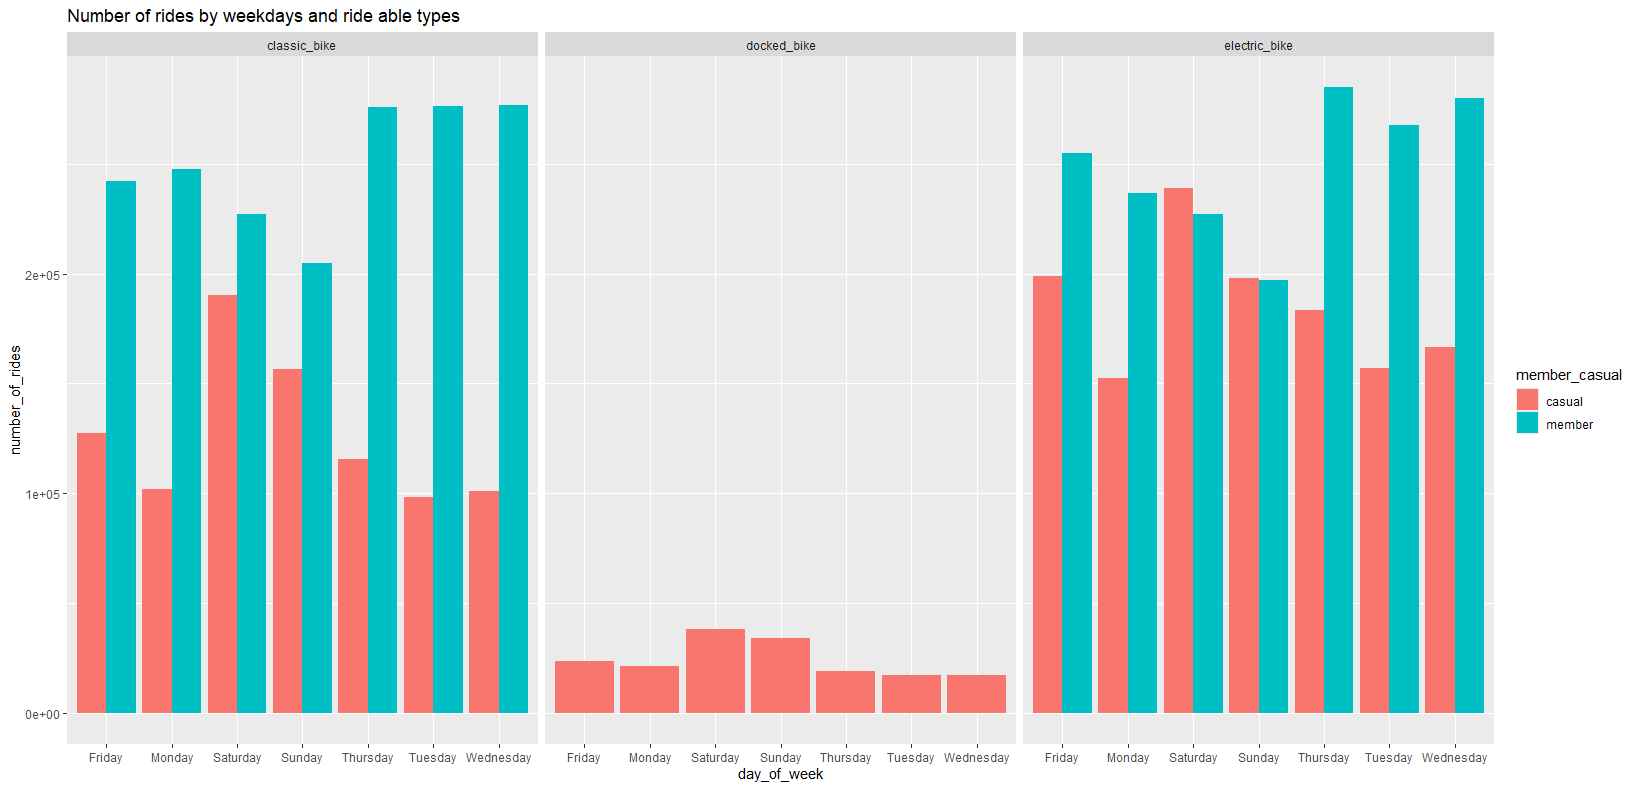 Number of rides by weekdays and ride able types
classic_bike
docked_bike
electric_bike
number_of_rides
2e+05
1e+05
0e+00
Friday Monday Saturday Sunday Thursday Tuesday Wednesday
Friday Monday Saturday Sunday Thursday Tuesday Wednesday
Friday Monday Saturday Sunday Thursday Tuesday Wednesday
day_of_week
member_casual
casual
member